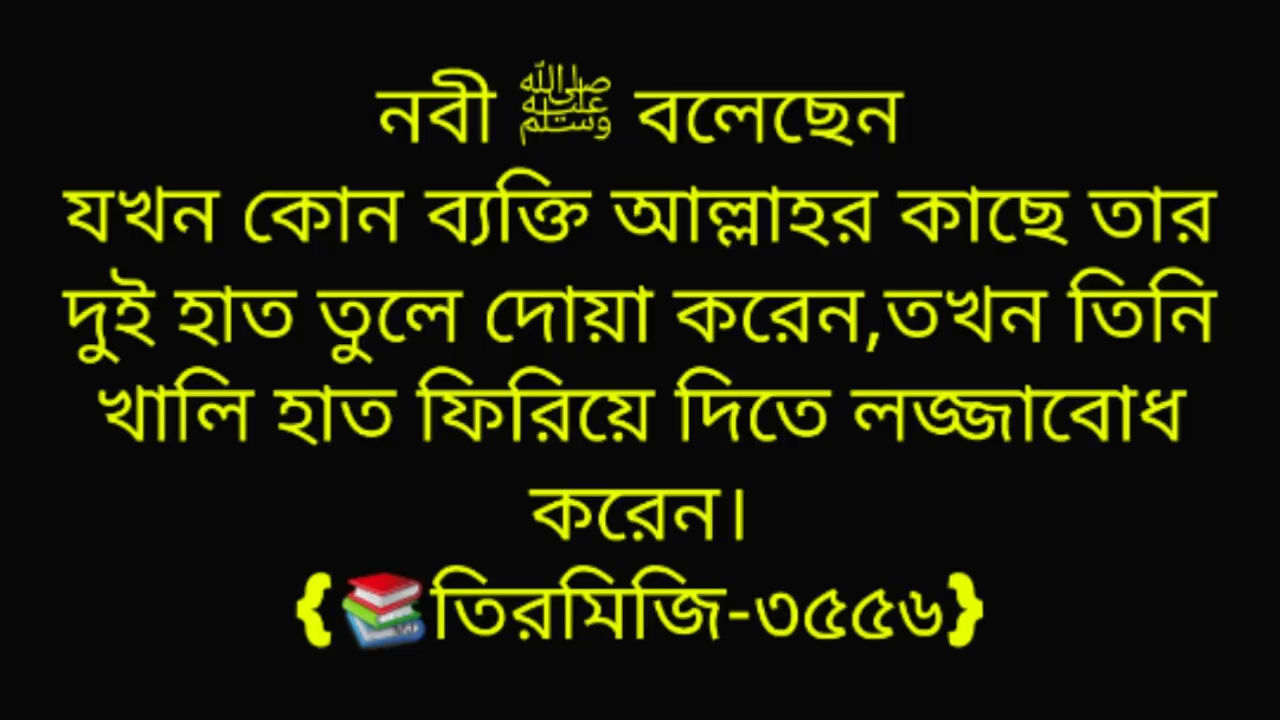 নবী ﷺ বলেছেন
যখন কোন ব্যক্তি আল্লাহর কাছে তার
দুই হাত তুলে দোয়া করেন,তখন তিনি
খালি হাত ফিরিয়ে দিতে লজ্জাবোধ
করেন।
{📚তিরমিজি-৩৫৫৬}